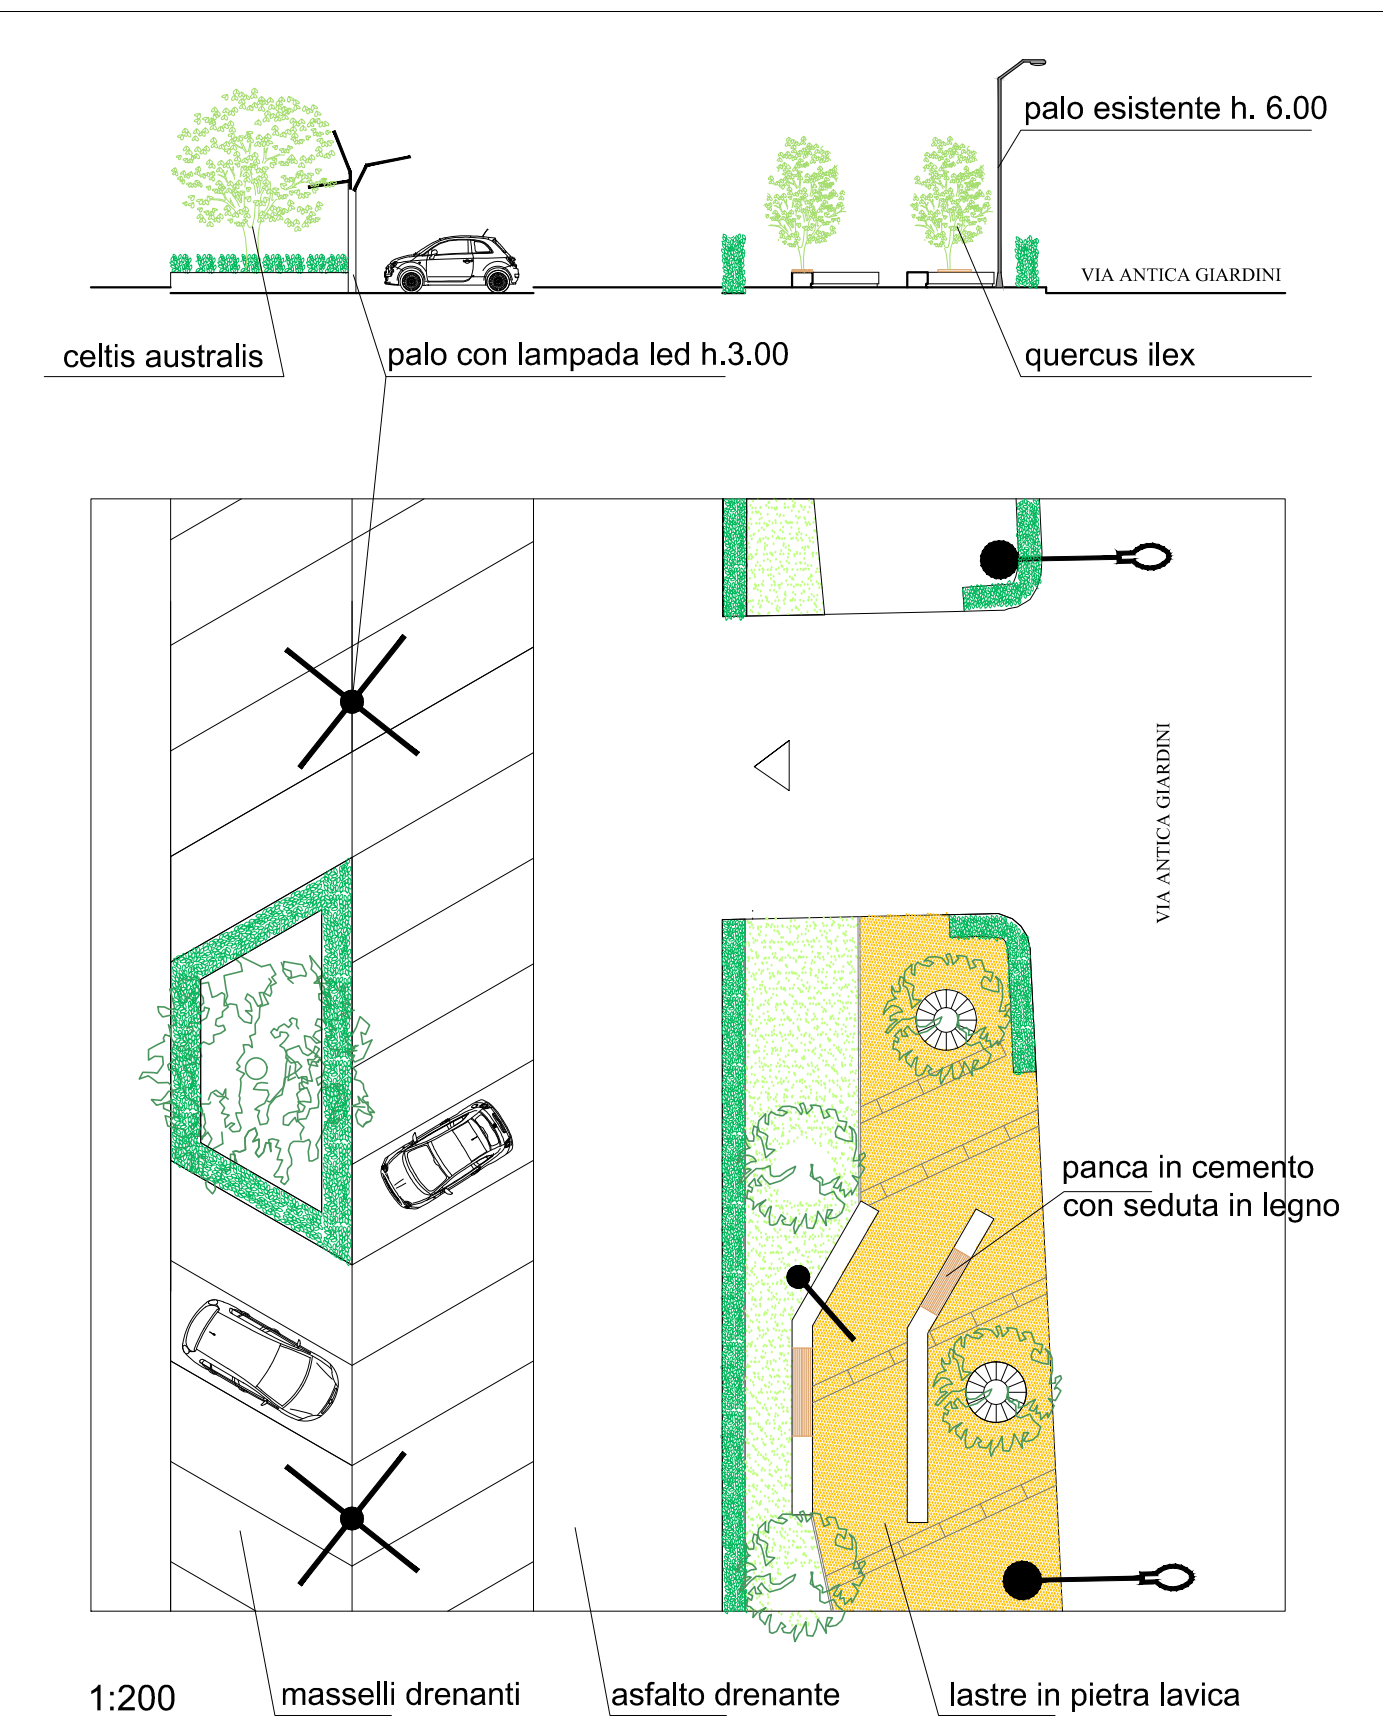 palo esistente h. 6.00
VIA ANTICA GIARDINI
celtis australis
palo con lampada led h.3.00
quercus ilex
VIA ANTICA GIARDINI
panca in cemento
con seduta in legno
1:200
masselli drenanti
asfalto drenante
lastre in pietra lavica